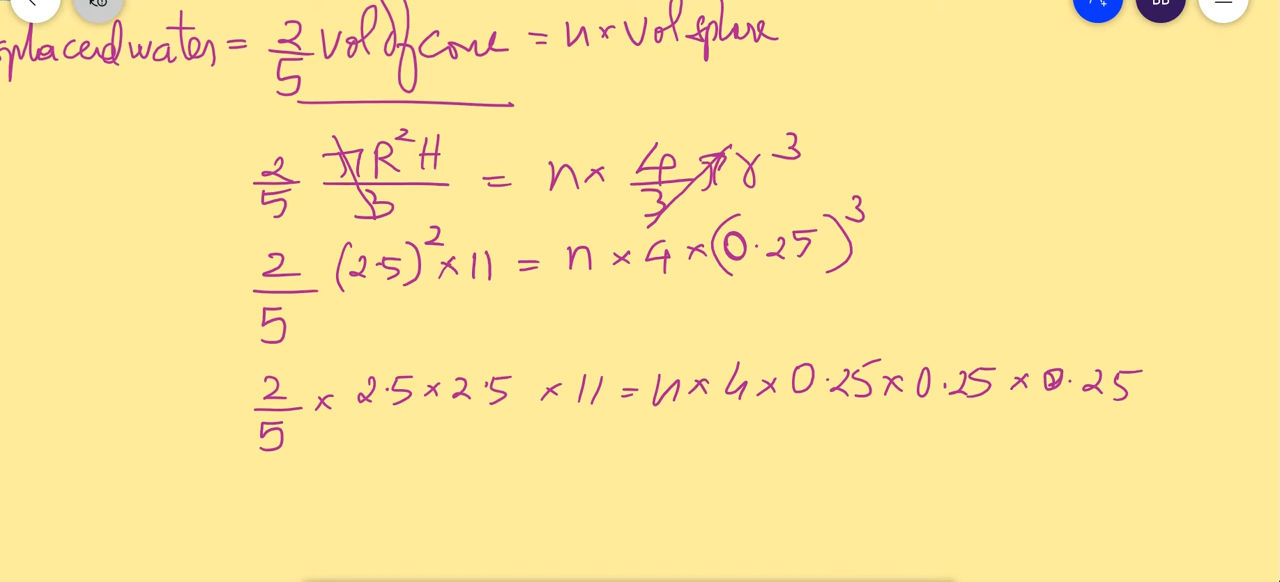 placed water = 2/5 vol of cone = n × vol sphere
2/5 πR²H/3 = n × 4/3 π r³
2/5 (2.5)² × 11 = n × 4 × (0.25)³
2/5 × 2.5 × 2.5 × 11 = n × 4 × 0.25 × 0.25 × 0.25